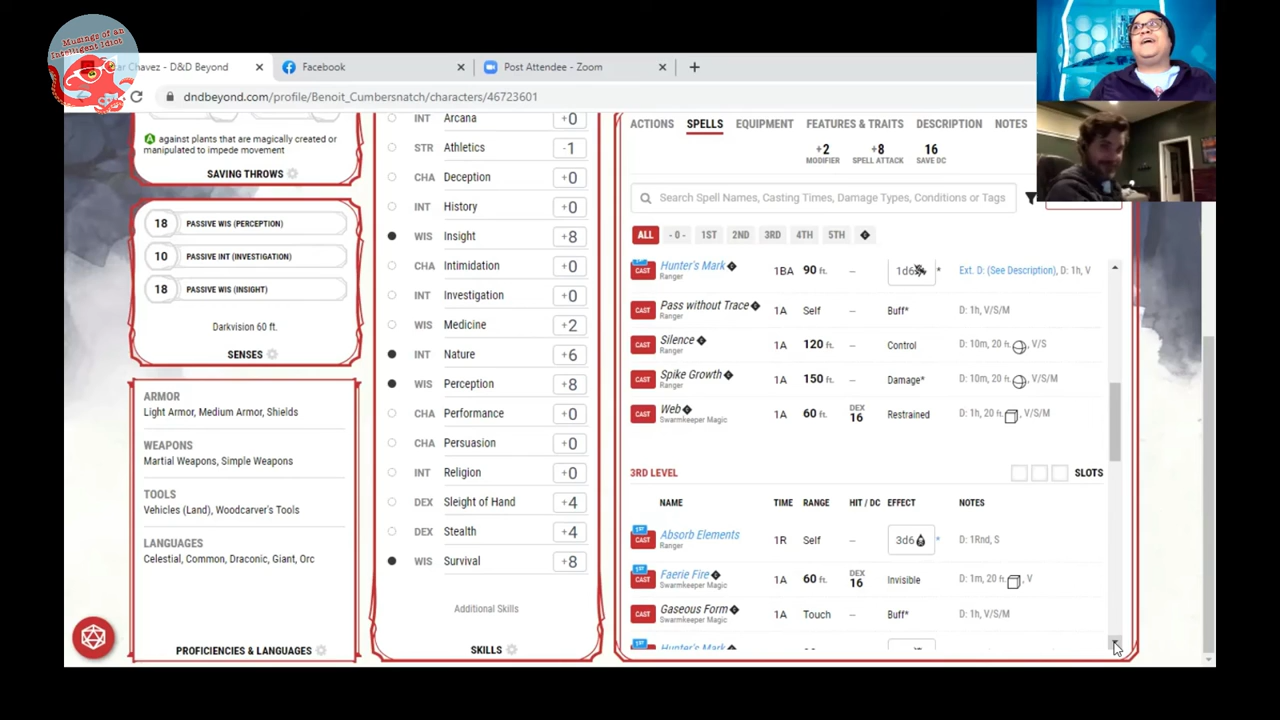 Musings of an
Intelligent Idiot
ar Chavez - D&D Beyond
Facebook
Post Attendee - Zoom
dndbeyond.com/profile/Benoit_Cumbersnatch/characters/46723601
against plants that are magically created or
manipulated to impede movement
SAVING THROWS
18 PASSIVE WIS (PERCEPTION)
10 PASSIVE INT (INVESTIGATION)
18 PASSIVE WIS (INSIGHT)
Darkvision 60 ft.
SENSES
ARMOR
Light Armor, Medium Armor, Shields
WEAPONS
Martial Weapons, Simple Weapons
TOOLS
Vehicles (Land), Woodcarver's Tools
LANGUAGES
Celestial, Common, Draconic, Giant, Orc
PROFICIENCIES & LANGUAGES
INT Arcana +0
STR Athletics -1
CHA Deception +0
INT History +0
WIS Insight +8
CHA Intimidation +0
INT Investigation +0
WIS Medicine +2
INT Nature +6
WIS Perception +8
CHA Performance +0
CHA Persuasion +0
INT Religion +0
DEX Sleight of Hand +4
DEX Stealth +4
WIS Survival +8
Additional Skills
SKILLS
ACTIONS SPELLS EQUIPMENT FEATURES & TRAITS DESCRIPTION NOTES
+2 +8 16
MODIFIER SPELL ATTACK SAVE DC
Search Spell Names, Casting Times, Damage Types, Conditions or Tags
ALL - 0 - 1ST 2ND 3RD 4TH 5TH
CAST Hunter's Mark 1BA 90 ft. – 1d6 * Ext. D: (See Description), D: 1h, V
Ranger
CAST Pass without Trace 1A Self – Buff* D: 1h, V/S/M
Ranger
CAST Silence 1A 120 ft. – Control D: 10m, 20 ft. , V/S
Ranger
CAST Spike Growth 1A 150 ft. – Damage* D: 10m, 20 ft. , V/S/M
Ranger
CAST Web 1A 60 ft. DEX 16 Restrained D: 1h, 20 ft. , V/S/M
Swarmkeeper Magic
3RD LEVEL SLOTS
NAME TIME RANGE HIT / DC EFFECT NOTES
1ST CAST Absorb Elements 1R Self – 3d6 * D: 1Rnd, S
Ranger
1ST CAST Faerie Fire 1A 60 ft. DEX 16 Invisible D: 1m, 20 ft. , V
Swarmkeeper Magic
CAST Gaseous Form 1A Touch – Buff* D: 1h, V/S/M
Swarmkeeper Magic
1ST Hunter's Mark